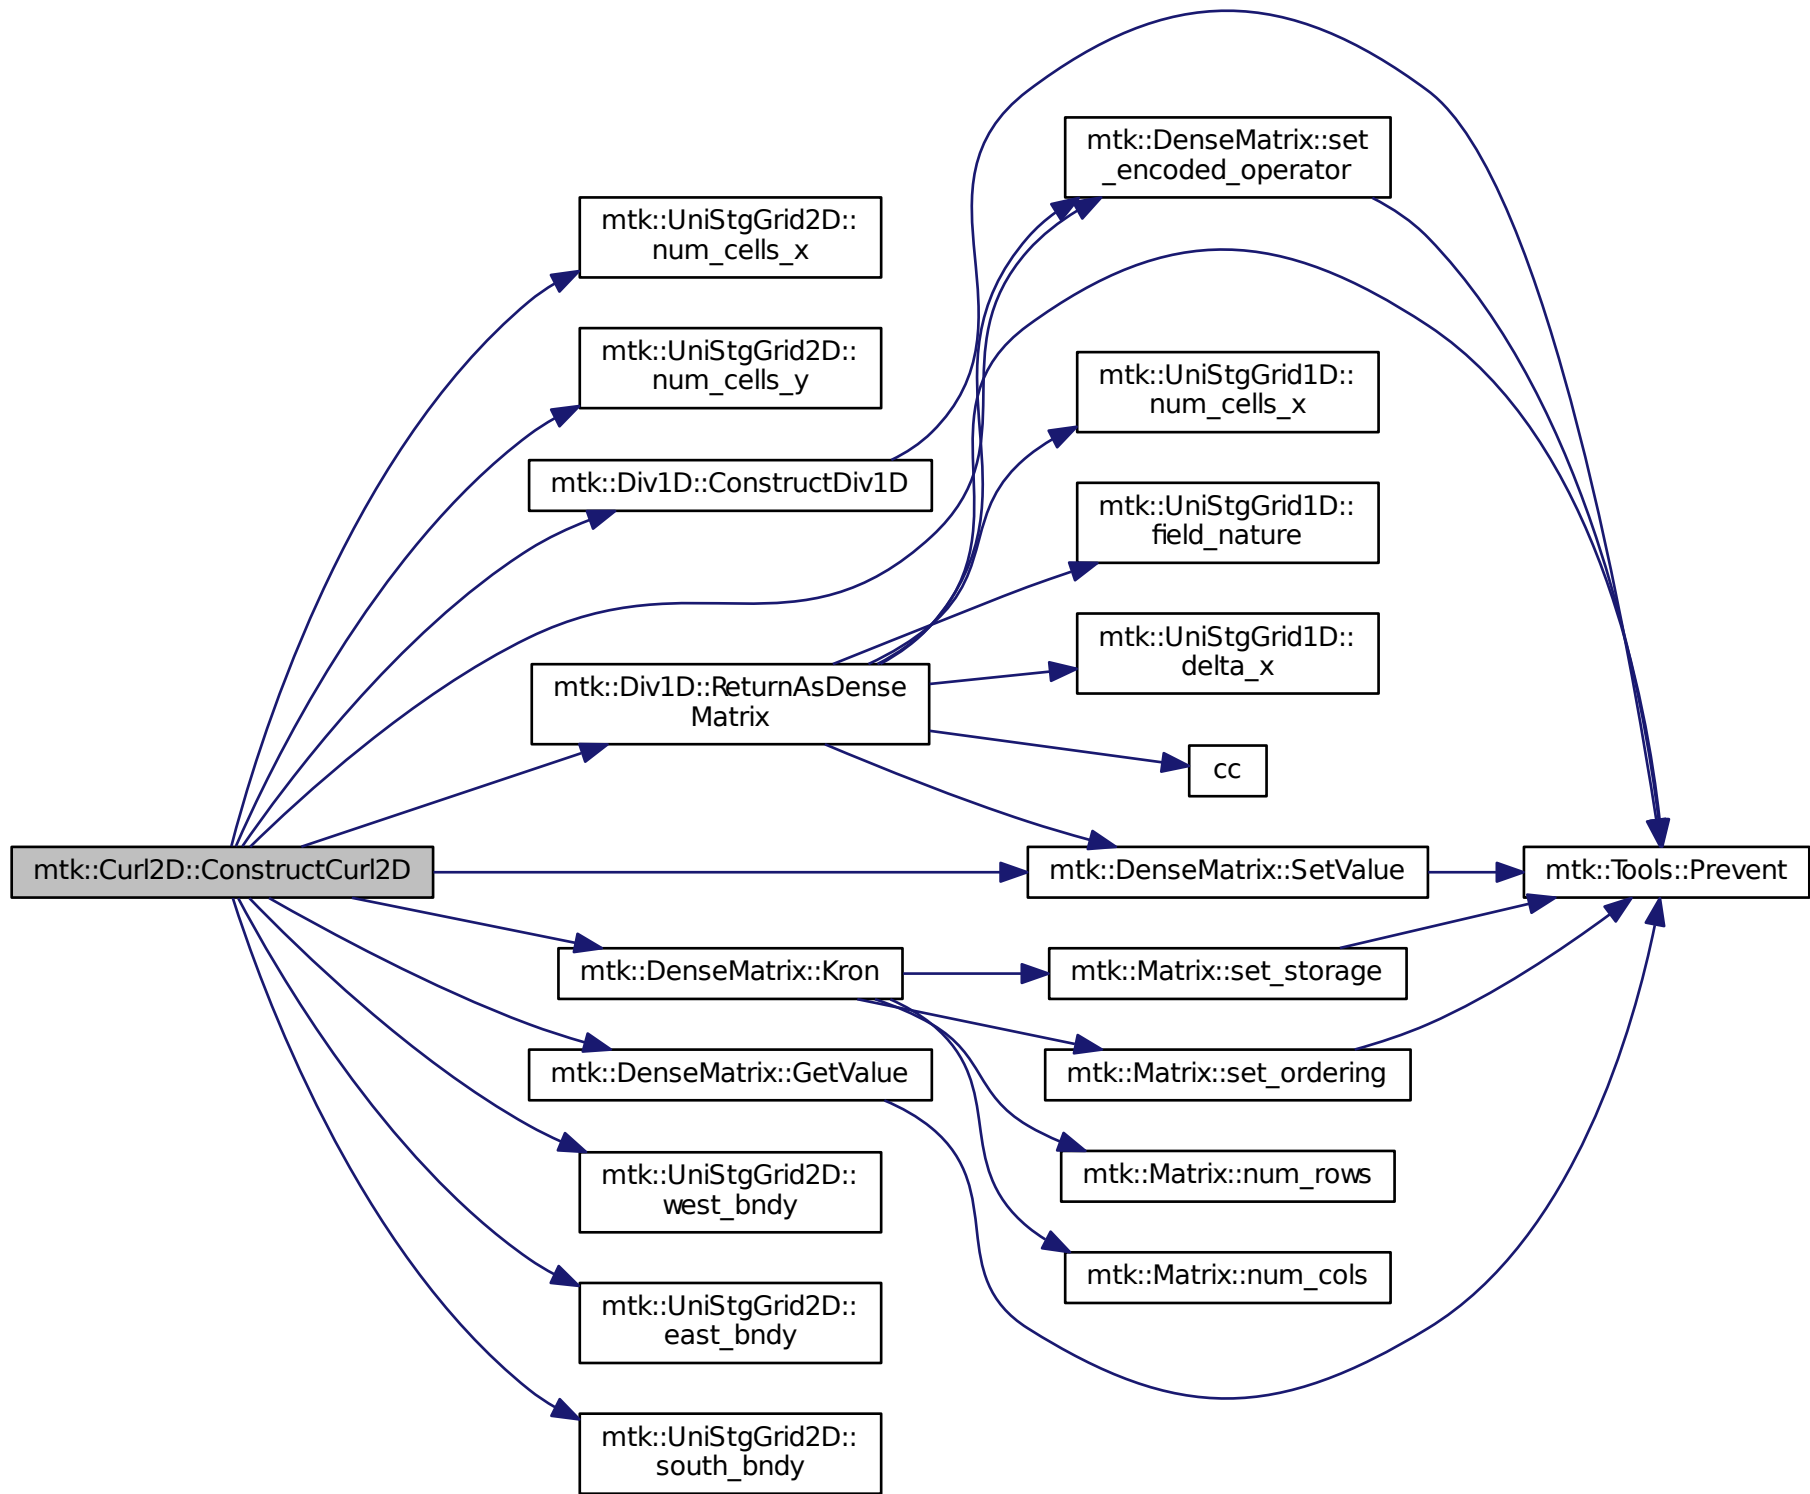 mtk::Curl2D::ConstructCurl2D
mtk::UniStgGrid2D::
num_cells_x
mtk::UniStgGrid2D::
num_cells_y
mtk::Div1D::ConstructDiv1D
mtk::Div1D::ReturnAsDense
Matrix
mtk::DenseMatrix::Kron
mtk::DenseMatrix::GetValue
mtk::UniStgGrid2D::
west_bndy
mtk::UniStgGrid2D::
east_bndy
mtk::UniStgGrid2D::
south_bndy
mtk::DenseMatrix::set
_encoded_operator
mtk::UniStgGrid1D::
num_cells_x
mtk::UniStgGrid1D::
field_nature
mtk::UniStgGrid1D::
delta_x
cc
mtk::DenseMatrix::SetValue
mtk::Matrix::set_storage
mtk::Matrix::set_ordering
mtk::Matrix::num_rows
mtk::Matrix::num_cols
mtk::Tools::Prevent